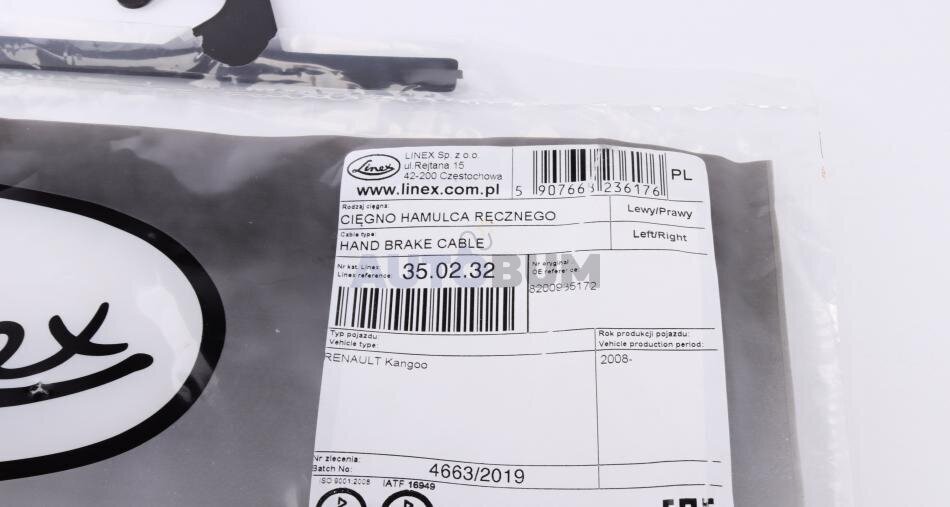 Linex
LINEX Sp. z o.o.
ul.Rejtana 15
42-200 Częstochowa
www.linex.com.pl
5 907668 236176
PL
Rodzaj cięgna:
CIĘGNO HAMULCA RĘCZNEGO
Lewy/Prawy
Cable type:
HAND BRAKE CABLE
Left/Right
Nr kat. Linex:
Linex reference:
35.02.32
Nr oryginał
OE reference:
8200935172
AUTOBUM
Typ pojazdu:
Vehicle type:
RENAULT Kangoo
Rok produkcji pojazdu:
Vehicle production period:
2008-
Nr zlecenia:
Batch No:
4663/2019
ISO 9001:2008
IATF 16949
nex